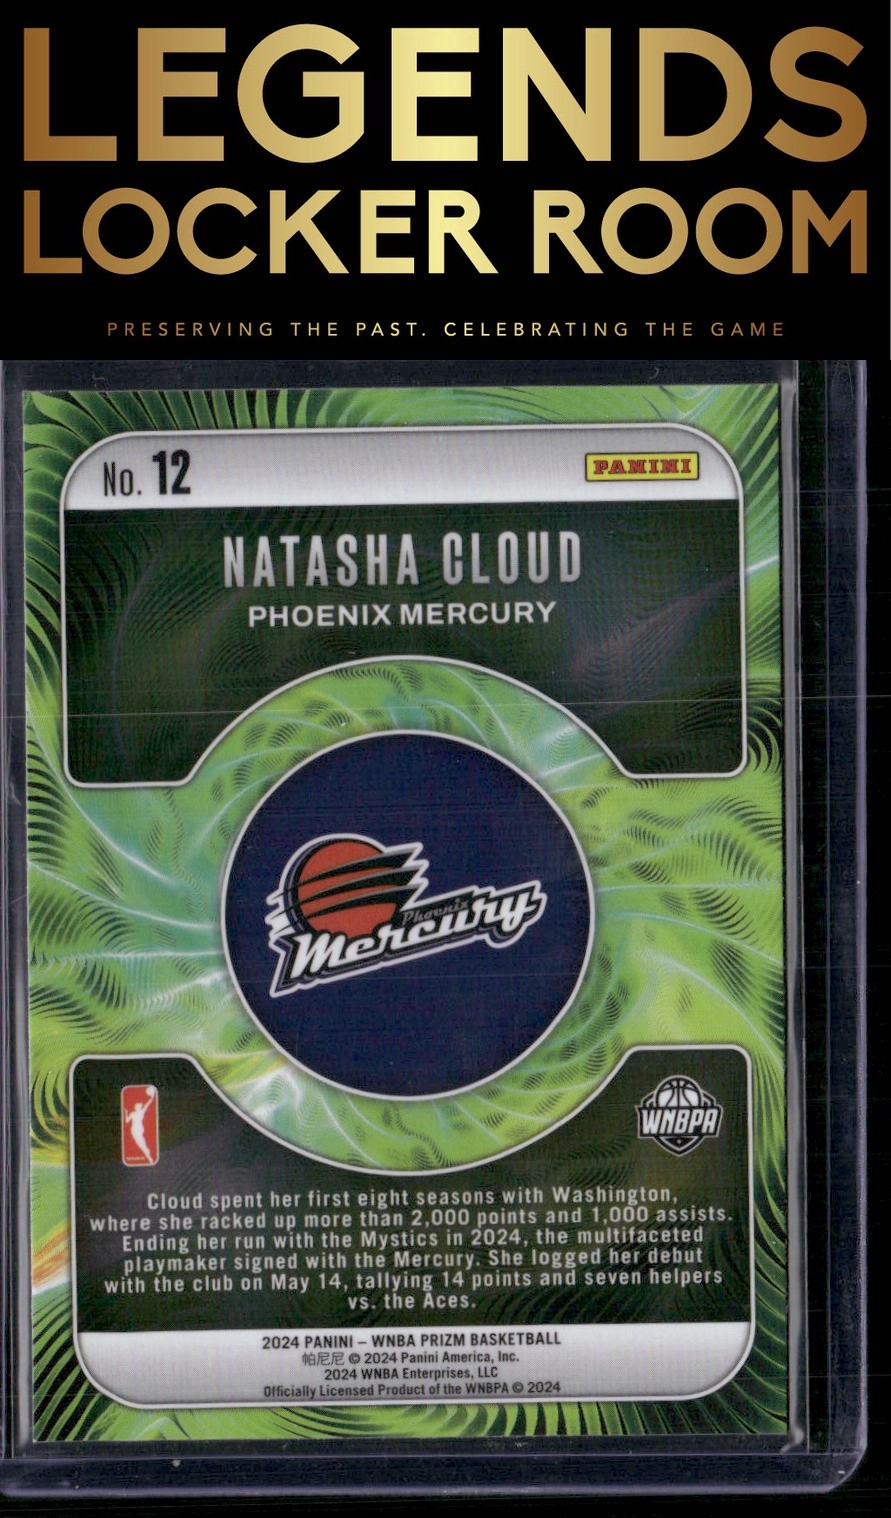 LEGENDS
LOCKER ROOM
PRESERVING THE PAST. CELEBRATING THE GAME
No. 12
PANINI
NATASHA CLOUD
PHOENIX MERCURY
Phoenix
Mercury
WNBPA
Cloud spent her first eight seasons with Washington,
where she racked up more than 2,000 points and 1,000 assists.
Ending her run with the Mystics in 2024, the multifaceted
playmaker signed with the Mercury. She logged her debut
with the club on May 14, tallying 14 points and seven helpers
vs. the Aces.
2024 PANINI – WNBA PRIZM BASKETBALL
帕尼尼 © 2024 Panini America, Inc.
2024 WNBA Enterprises, LLC
Officially Licensed Product of the WNBPA © 2024